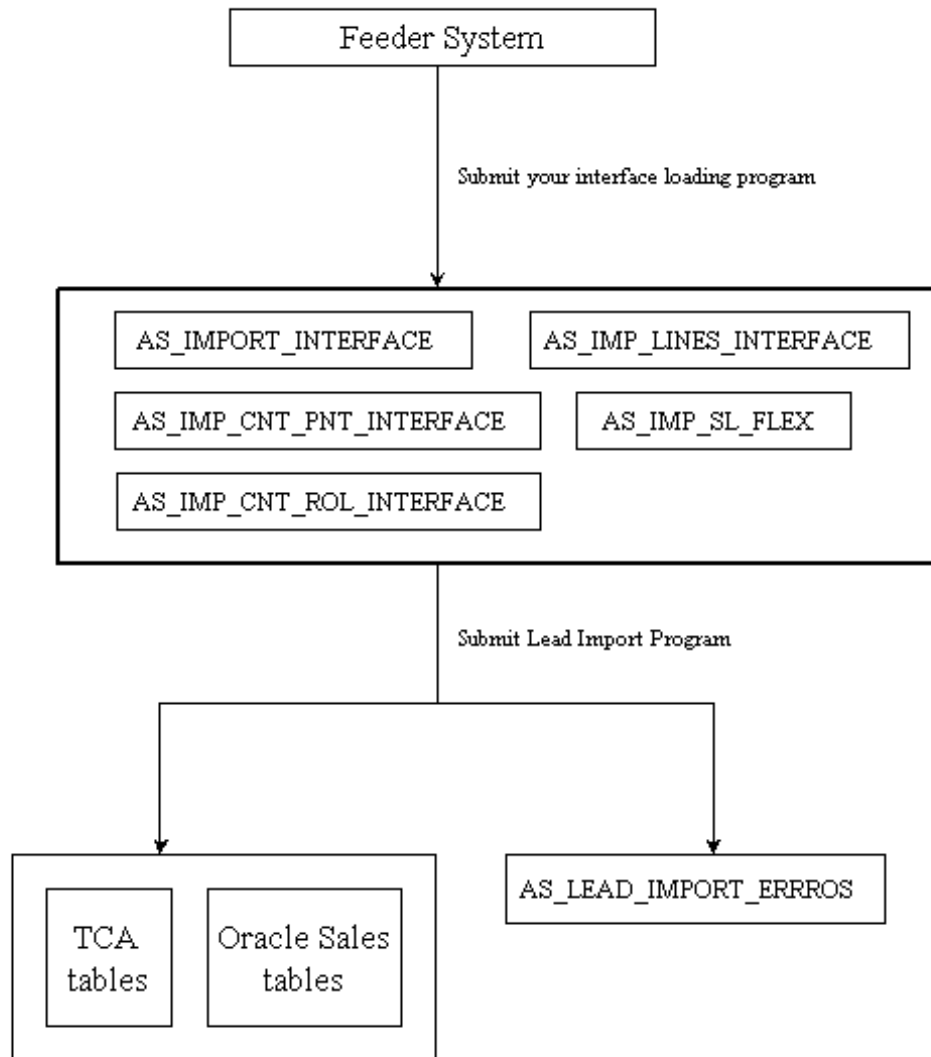 Feeder System
Submit your interface loading program
AS_IMPORT_INTERFACE
AS_IMP_LINES_INTERFACE
AS_IMP_CNT_PNT_INTERFACE
AS_IMP_SL_FLEX
AS_IMP_CNT_ROL_INTERFACE
Submit Lead Import Program
AS_LEAD_IMPORT_ERRROS
TCA
tables
Oracle Sales
tables